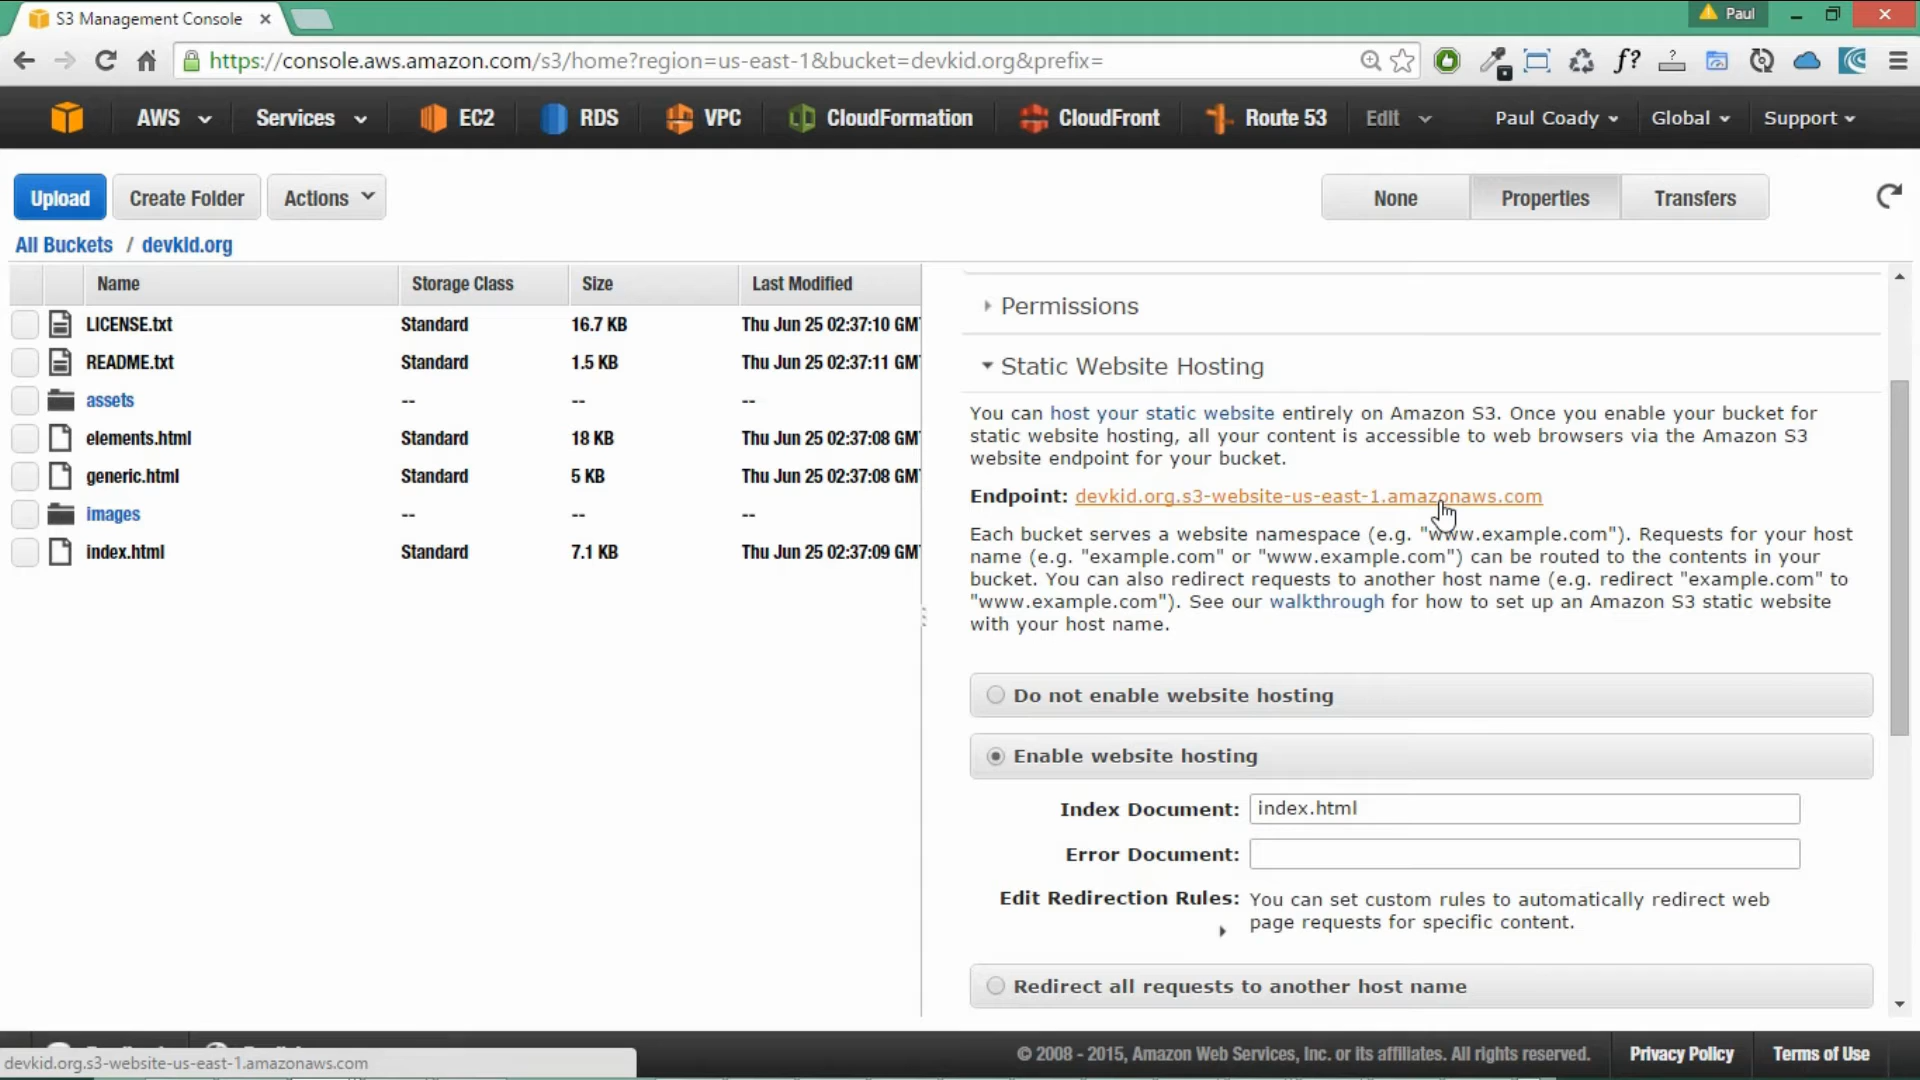 S3 Management Console
Paul
https://console.aws.amazon.com/s3/home?region=us-east-1&bucket=devkid.org&prefix=
f?
AWS Services EC2 RDS VPC CloudFormation CloudFront Route 53 Edit Paul Coady Global Support
Upload Create Folder Actions None Properties Transfers
All Buckets / devkid.org
Name Storage Class Size Last Modified
LICENSE.txt Standard 16.7 KB Thu Jun 25 02:37:10 GM
README.txt Standard 1.5 KB Thu Jun 25 02:37:11 GM
assets -- -- --
elements.html Standard 18 KB Thu Jun 25 02:37:08 GM
generic.html Standard 5 KB Thu Jun 25 02:37:08 GM
images -- -- --
index.html Standard 7.1 KB Thu Jun 25 02:37:09 GM
Permissions
Static Website Hosting
You can host your static website entirely on Amazon S3. Once you enable your bucket for
static website hosting, all your content is accessible to web browsers via the Amazon S3
website endpoint for your bucket.
Endpoint: devkid.org.s3-website-us-east-1.amazonaws.com
Each bucket serves a website namespace (e.g. "www.example.com"). Requests for your host
name (e.g. "example.com" or "www.example.com") can be routed to the contents in your
bucket. You can also redirect requests to another host name (e.g. redirect "example.com" to
"www.example.com"). See our walkthrough for how to set up an Amazon S3 static website
with your host name.
Do not enable website hosting
Enable website hosting
Index Document: index.html
Error Document:
Edit Redirection Rules: You can set custom rules to automatically redirect web
page requests for specific content.
Redirect all requests to another host name
devkid.org.s3-website-us-east-1.amazonaws.com
© 2008 - 2015, Amazon Web Services, Inc. or its affiliates. All rights reserved. Privacy Policy Terms of Use